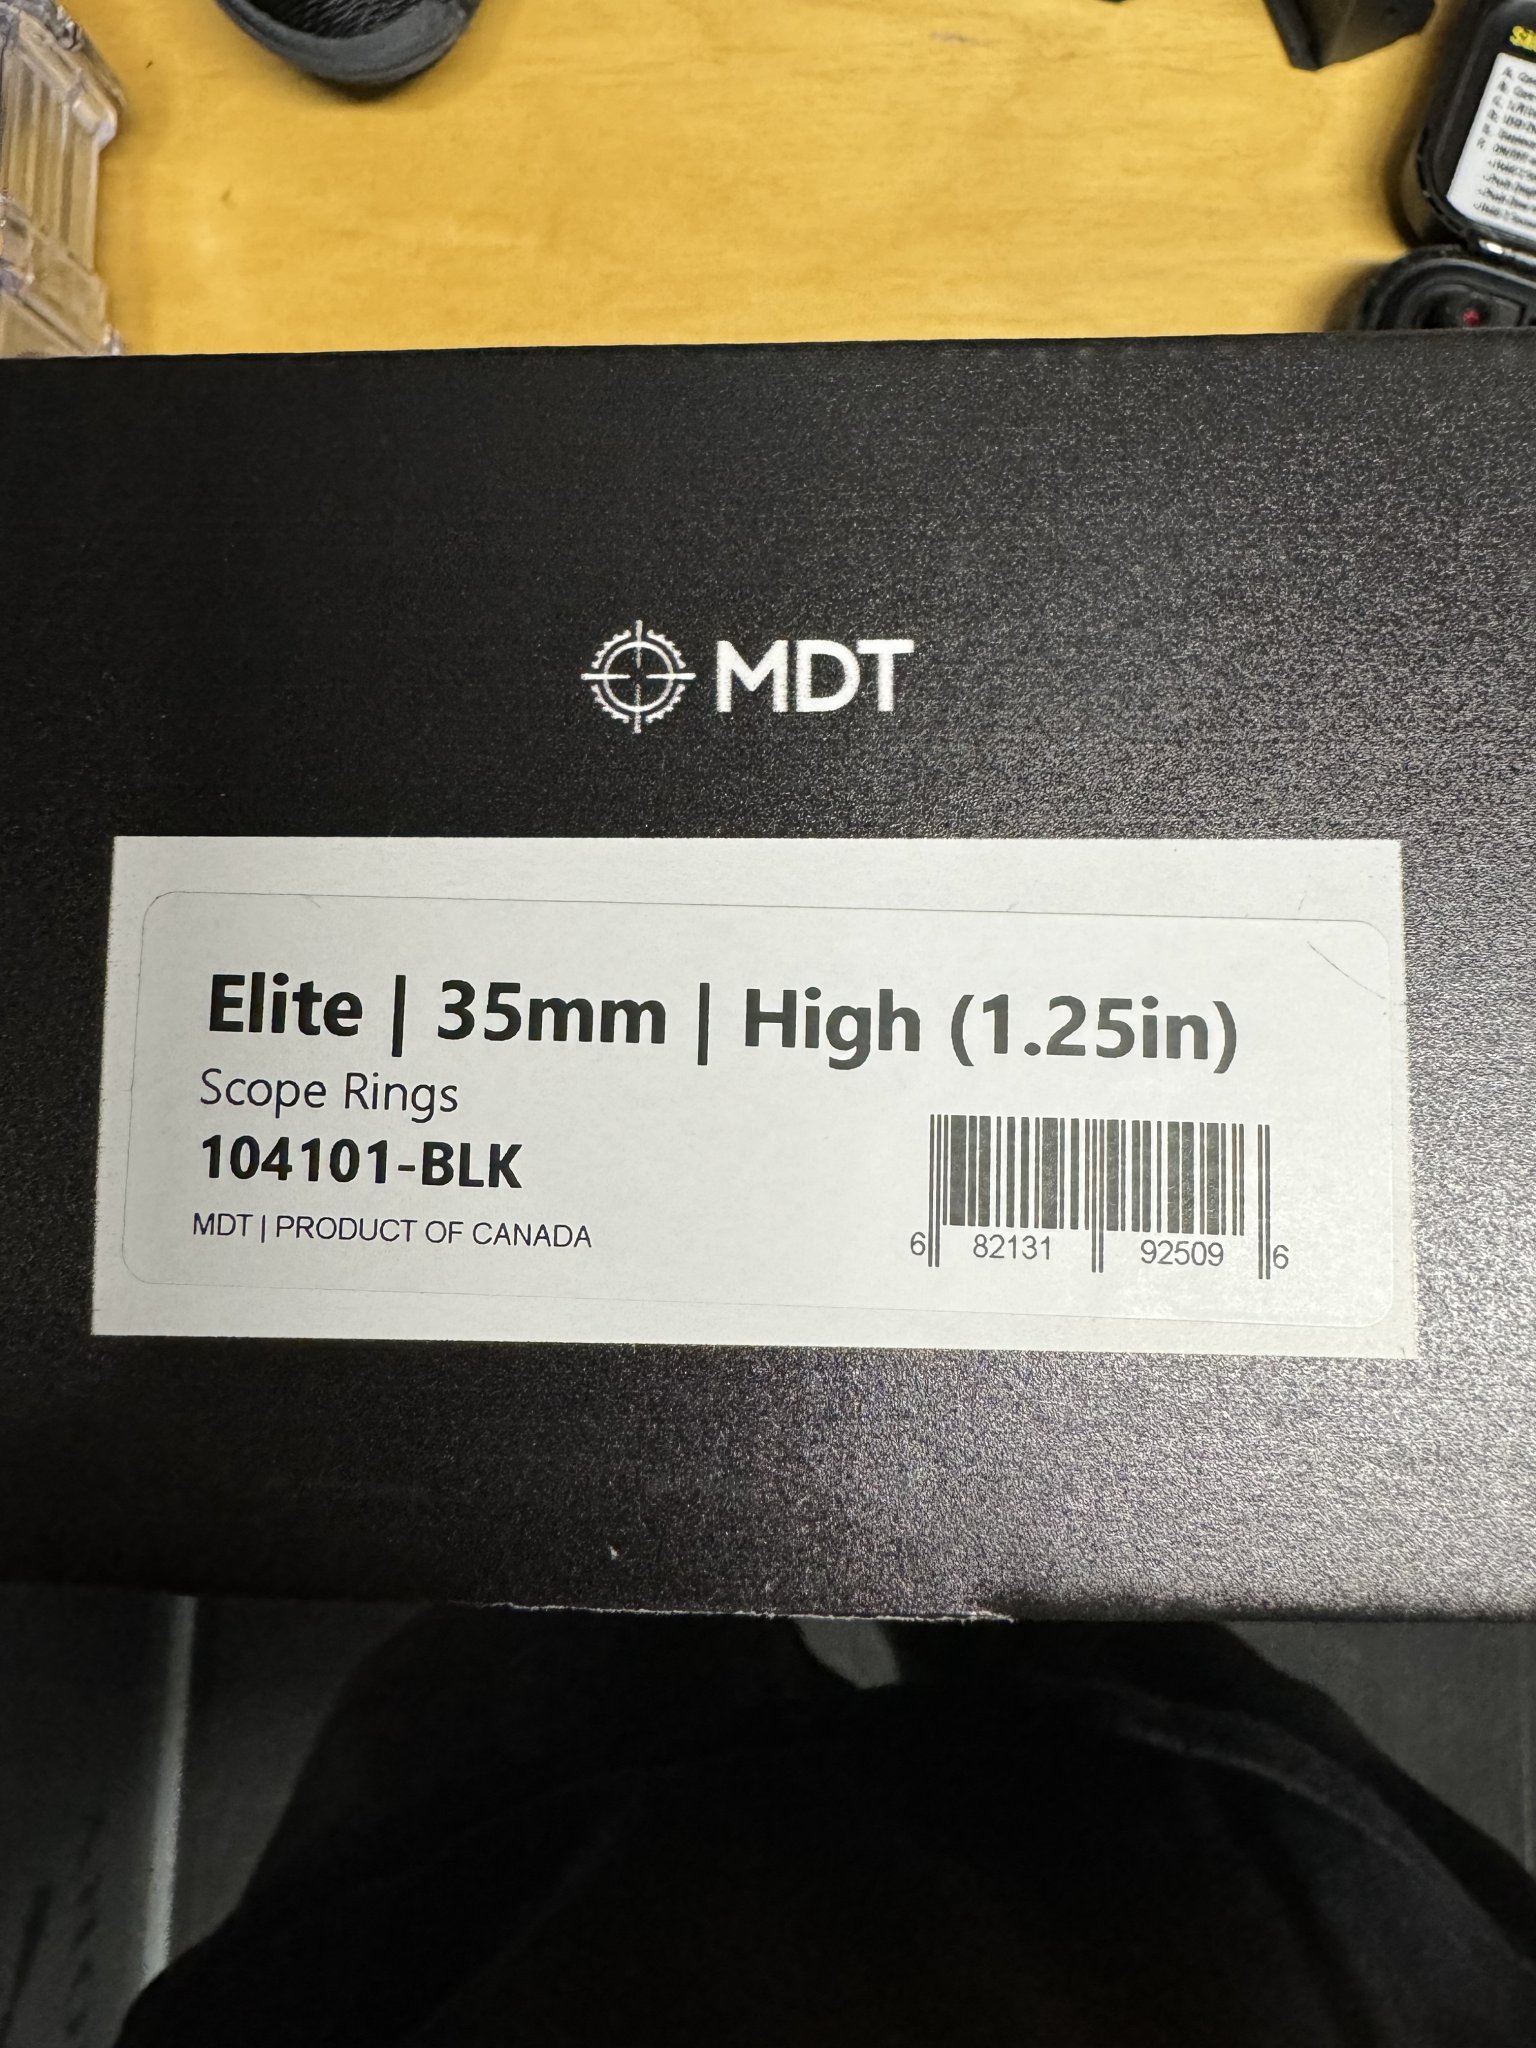 MDT
Elite | 35mm | High (1.25in)
Scope Rings
104101-BLK
MDT | PRODUCT OF CANADA
6 82131 92509 6